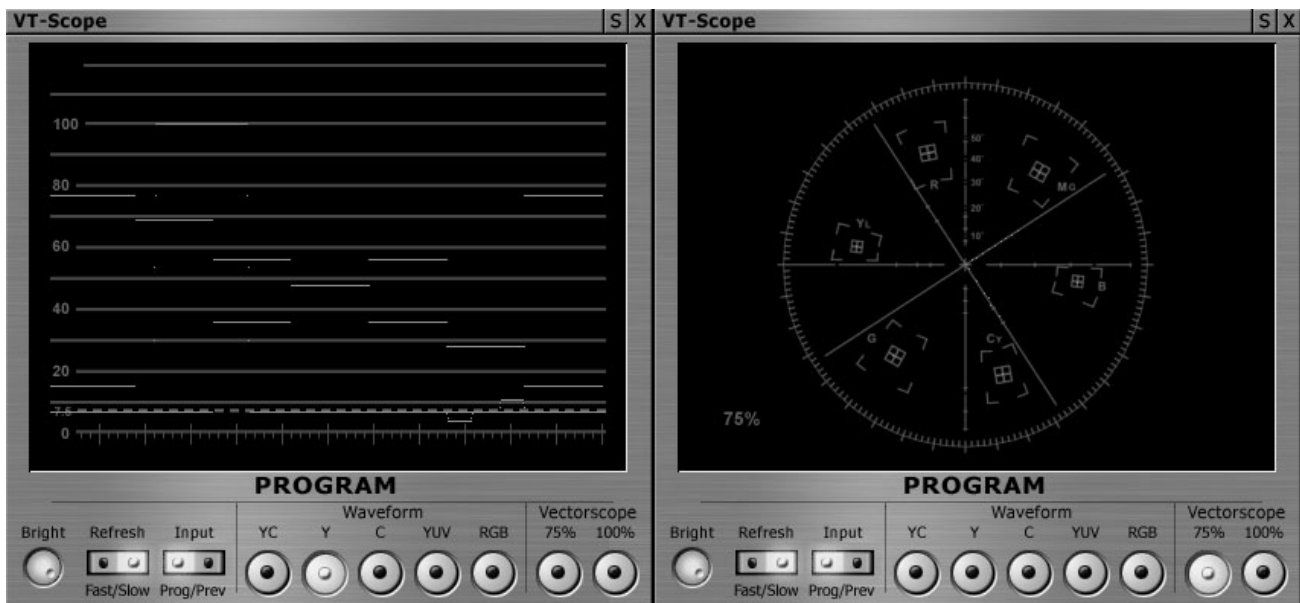 VT-Scope S X
100
80
60
40
20
7.5
0
PROGRAM
Waveform Vectorscope
Bright Refresh Input YC Y C YUV RGB 75% 100%
Fast/Slow Prog/Prev
VT-Scope S X
50
40
30
20
10
R
MG
YL
B
G
CY
75%
PROGRAM
Waveform Vectorscope
Bright Refresh Input YC Y C YUV RGB 75% 100%
Fast/Slow Prog/Prev